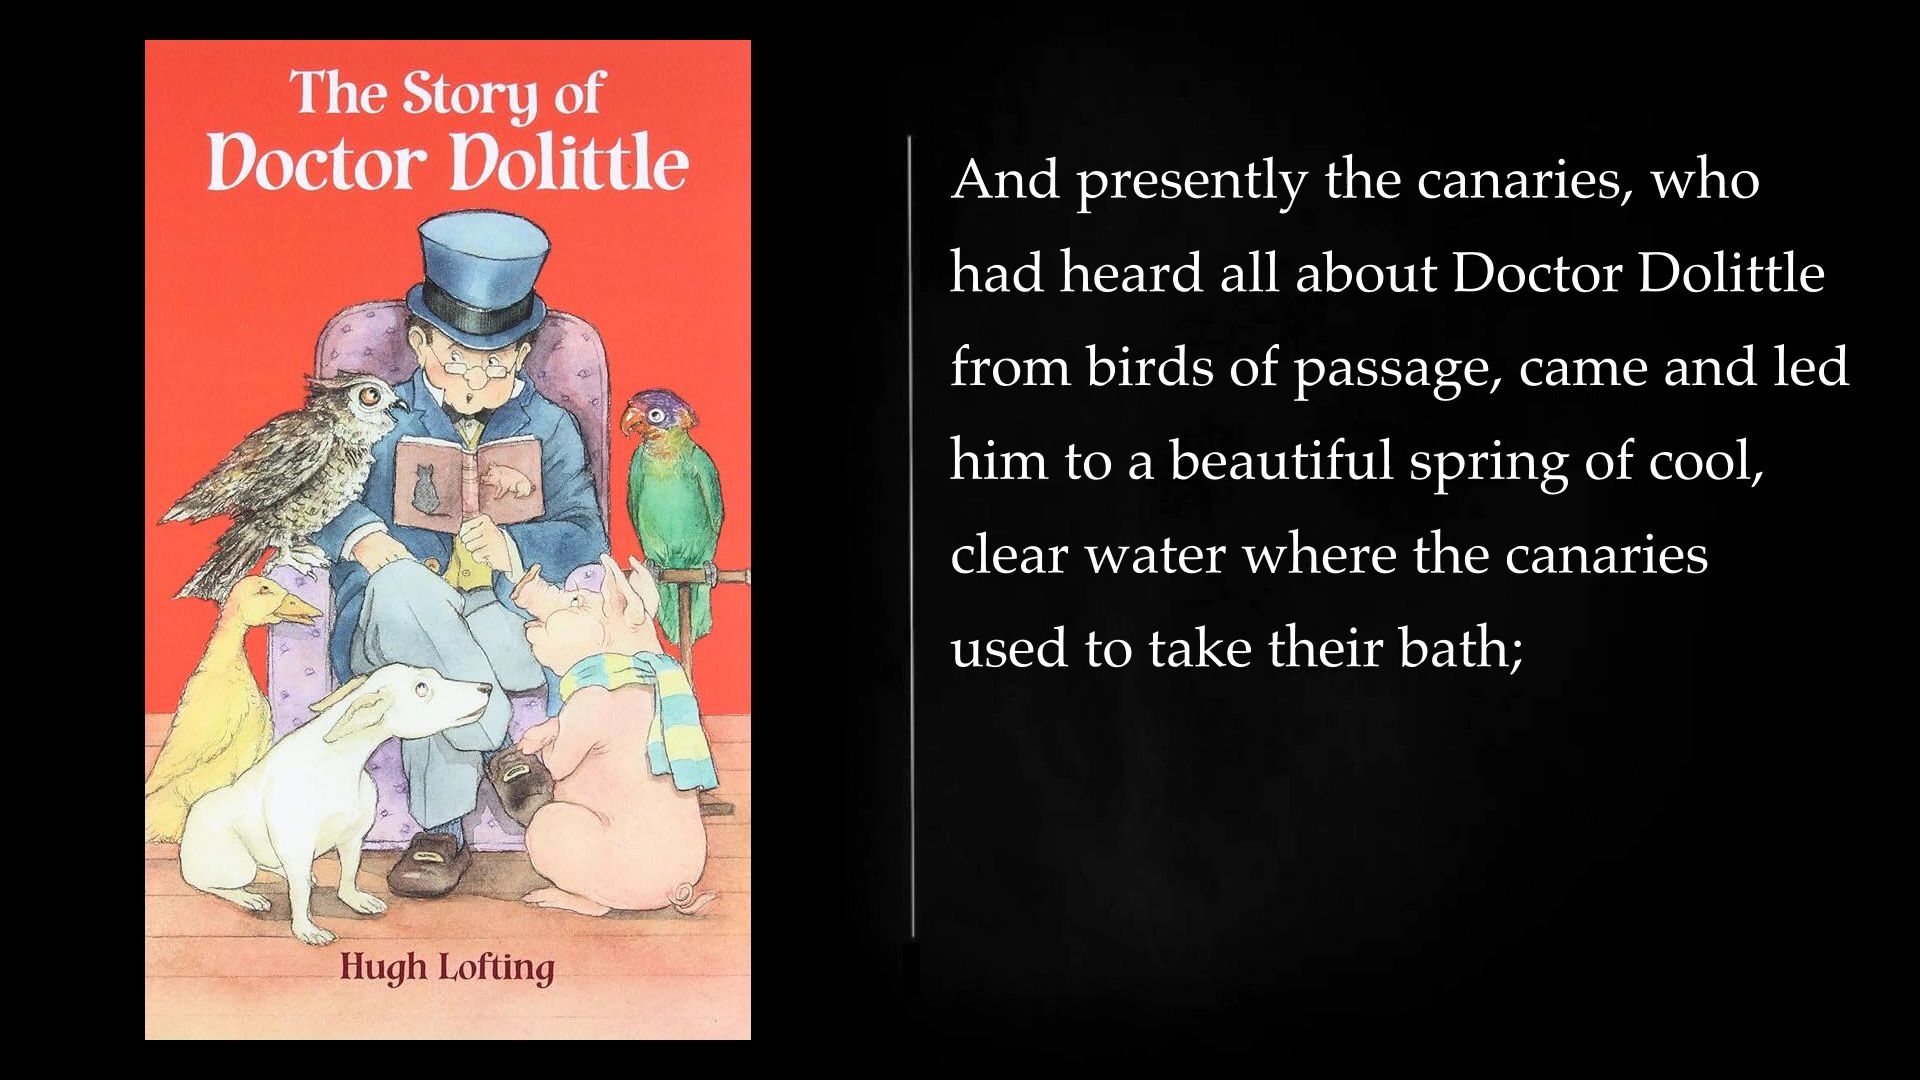 The Story of
Doctor Dolittle
Hugh Lofting
And presently the canaries, who
had heard all about Doctor Dolittle
from birds of passage, came and led
him to a beautiful spring of cool,
clear water where the canaries
used to take their bath;